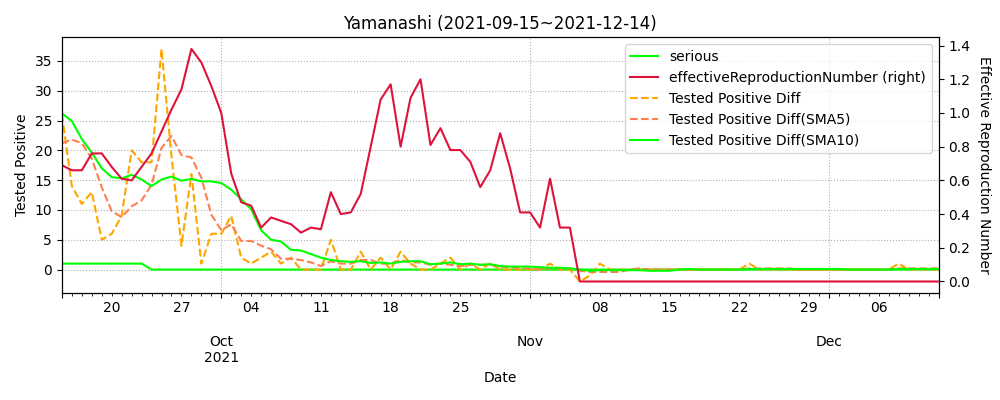 Yamanashi (2021-09-15~2021-12-14)
serious
effectiveReproductionNumber (right)
Tested Positive Diff
Tested Positive Diff(SMA5)
Tested Positive Diff(SMA10)
Tested Positive
35
30
25
20
15
10
5
0
1.4
1.2
1.0
0.8
0.6
0.4
0.2
0.0
Effective Reproduction Number
20 27 04 11 18 25 08 15 22 29 06
Oct Nov Dec
2021
Date